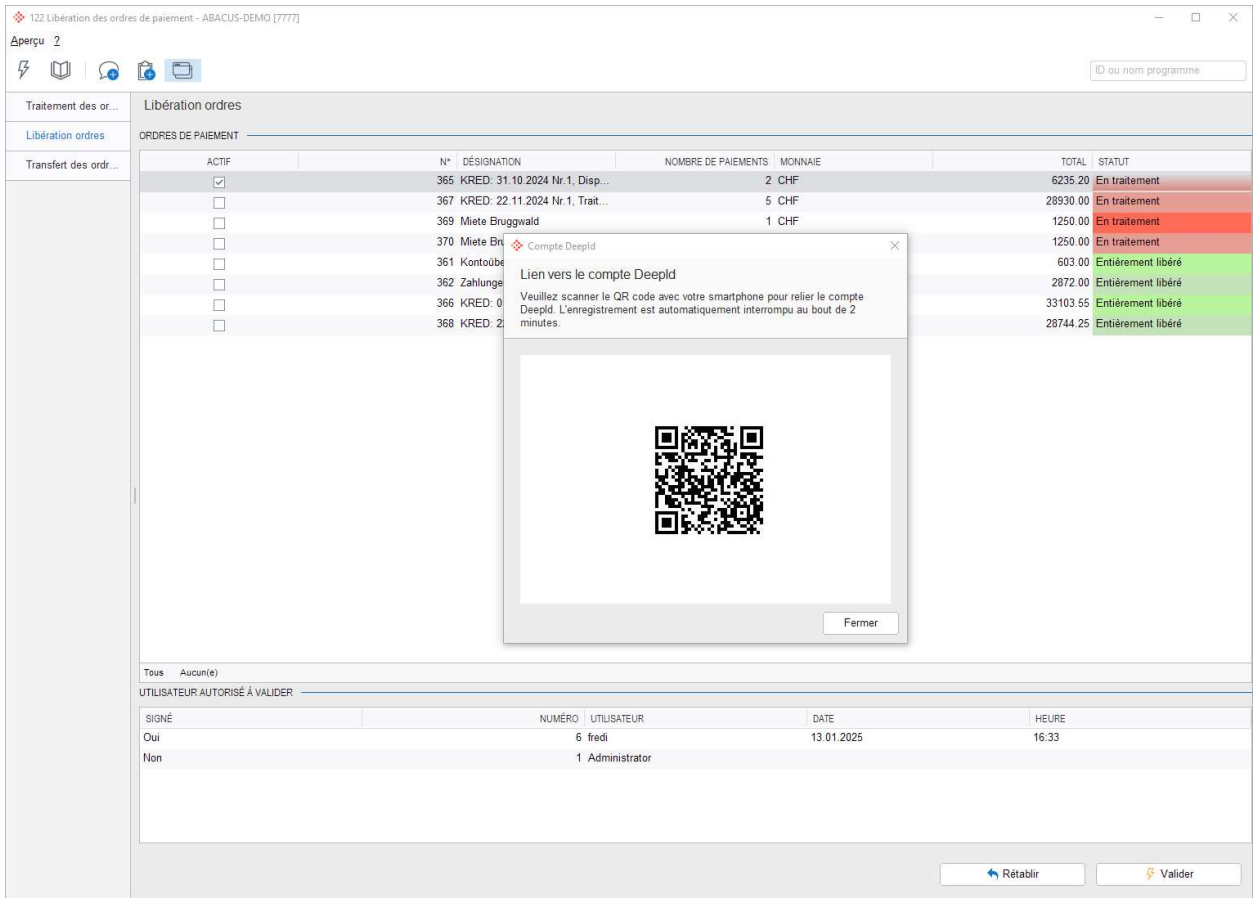 122 Libération des ordres de paiement - ABACUS-DEMO [7777]
Aperçu ?
ID ou nom programme
Traitement des or...
Libération ordres
Transfert des ordr...
Libération ordres
ORDRES DE PAIEMENT
ACTIF N° DÉSIGNATION NOMBRE DE PAIEMENTS MONNAIE TOTAL STATUT
365 KRED: 31.10.2024 Nr.1, Disp... 2 CHF 6235.20 En traitement
367 KRED: 22.11.2024 Nr.1, Trait... 5 CHF 28930.00 En traitement
369 Miete Bruggwald 1 CHF 1250.00 En traitement
370 Miete Bru 1250.00 En traitement
361 Kontoübe 603.00 Entièrement libéré
362 Zahlunge 2872.00 Entièrement libéré
366 KRED: 0 33103.55 Entièrement libéré
368 KRED: 22 28744.25 Entièrement libéré
Compte DeepId
Lien vers le compte DeepId
Veuillez scanner le QR code avec votre smartphone pour relier le compte
DeepId. L'enregistrement est automatiquement interrompu au bout de 2
minutes.
Fermer
Tous Aucun(e)
UTILISATEUR AUTORISÉ À VALIDER
SIGNÉ NUMÉRO UTILISATEUR DATE HEURE
Oui 6 fredi 13.01.2025 16:33
Non 1 Administrator
Rétablir
Valider